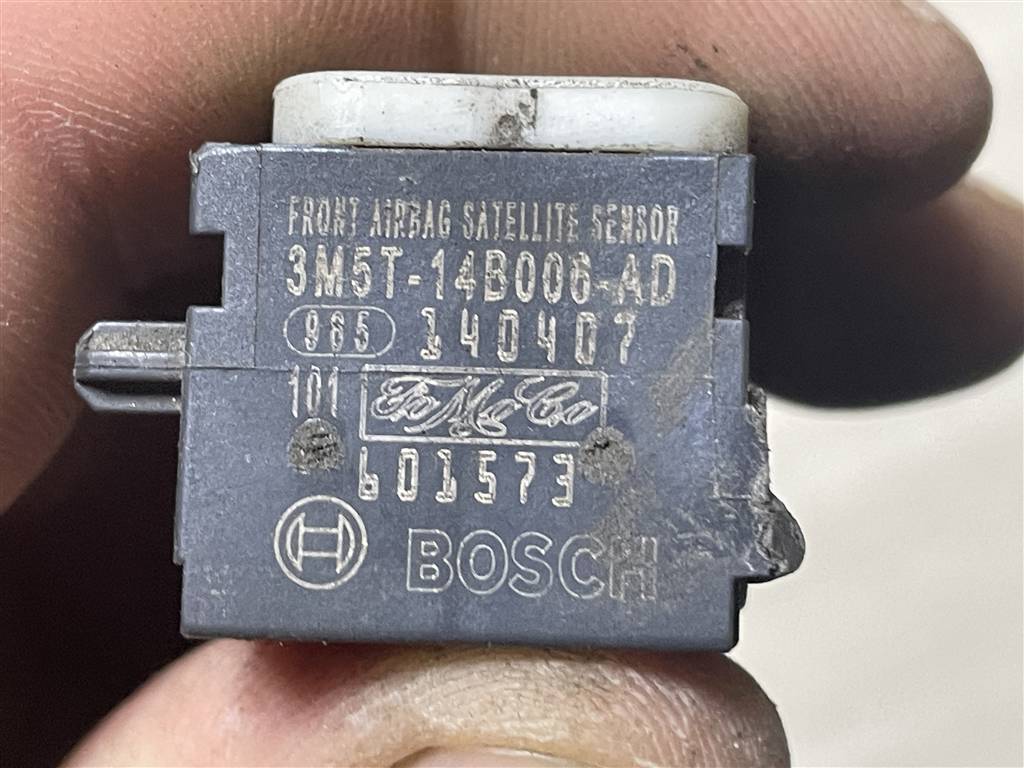 FRONT AIRBAG SATELLITE SENSOR
3M5T-14B006-AD
985 140407
101 FoMoCo
601573
BOSCH